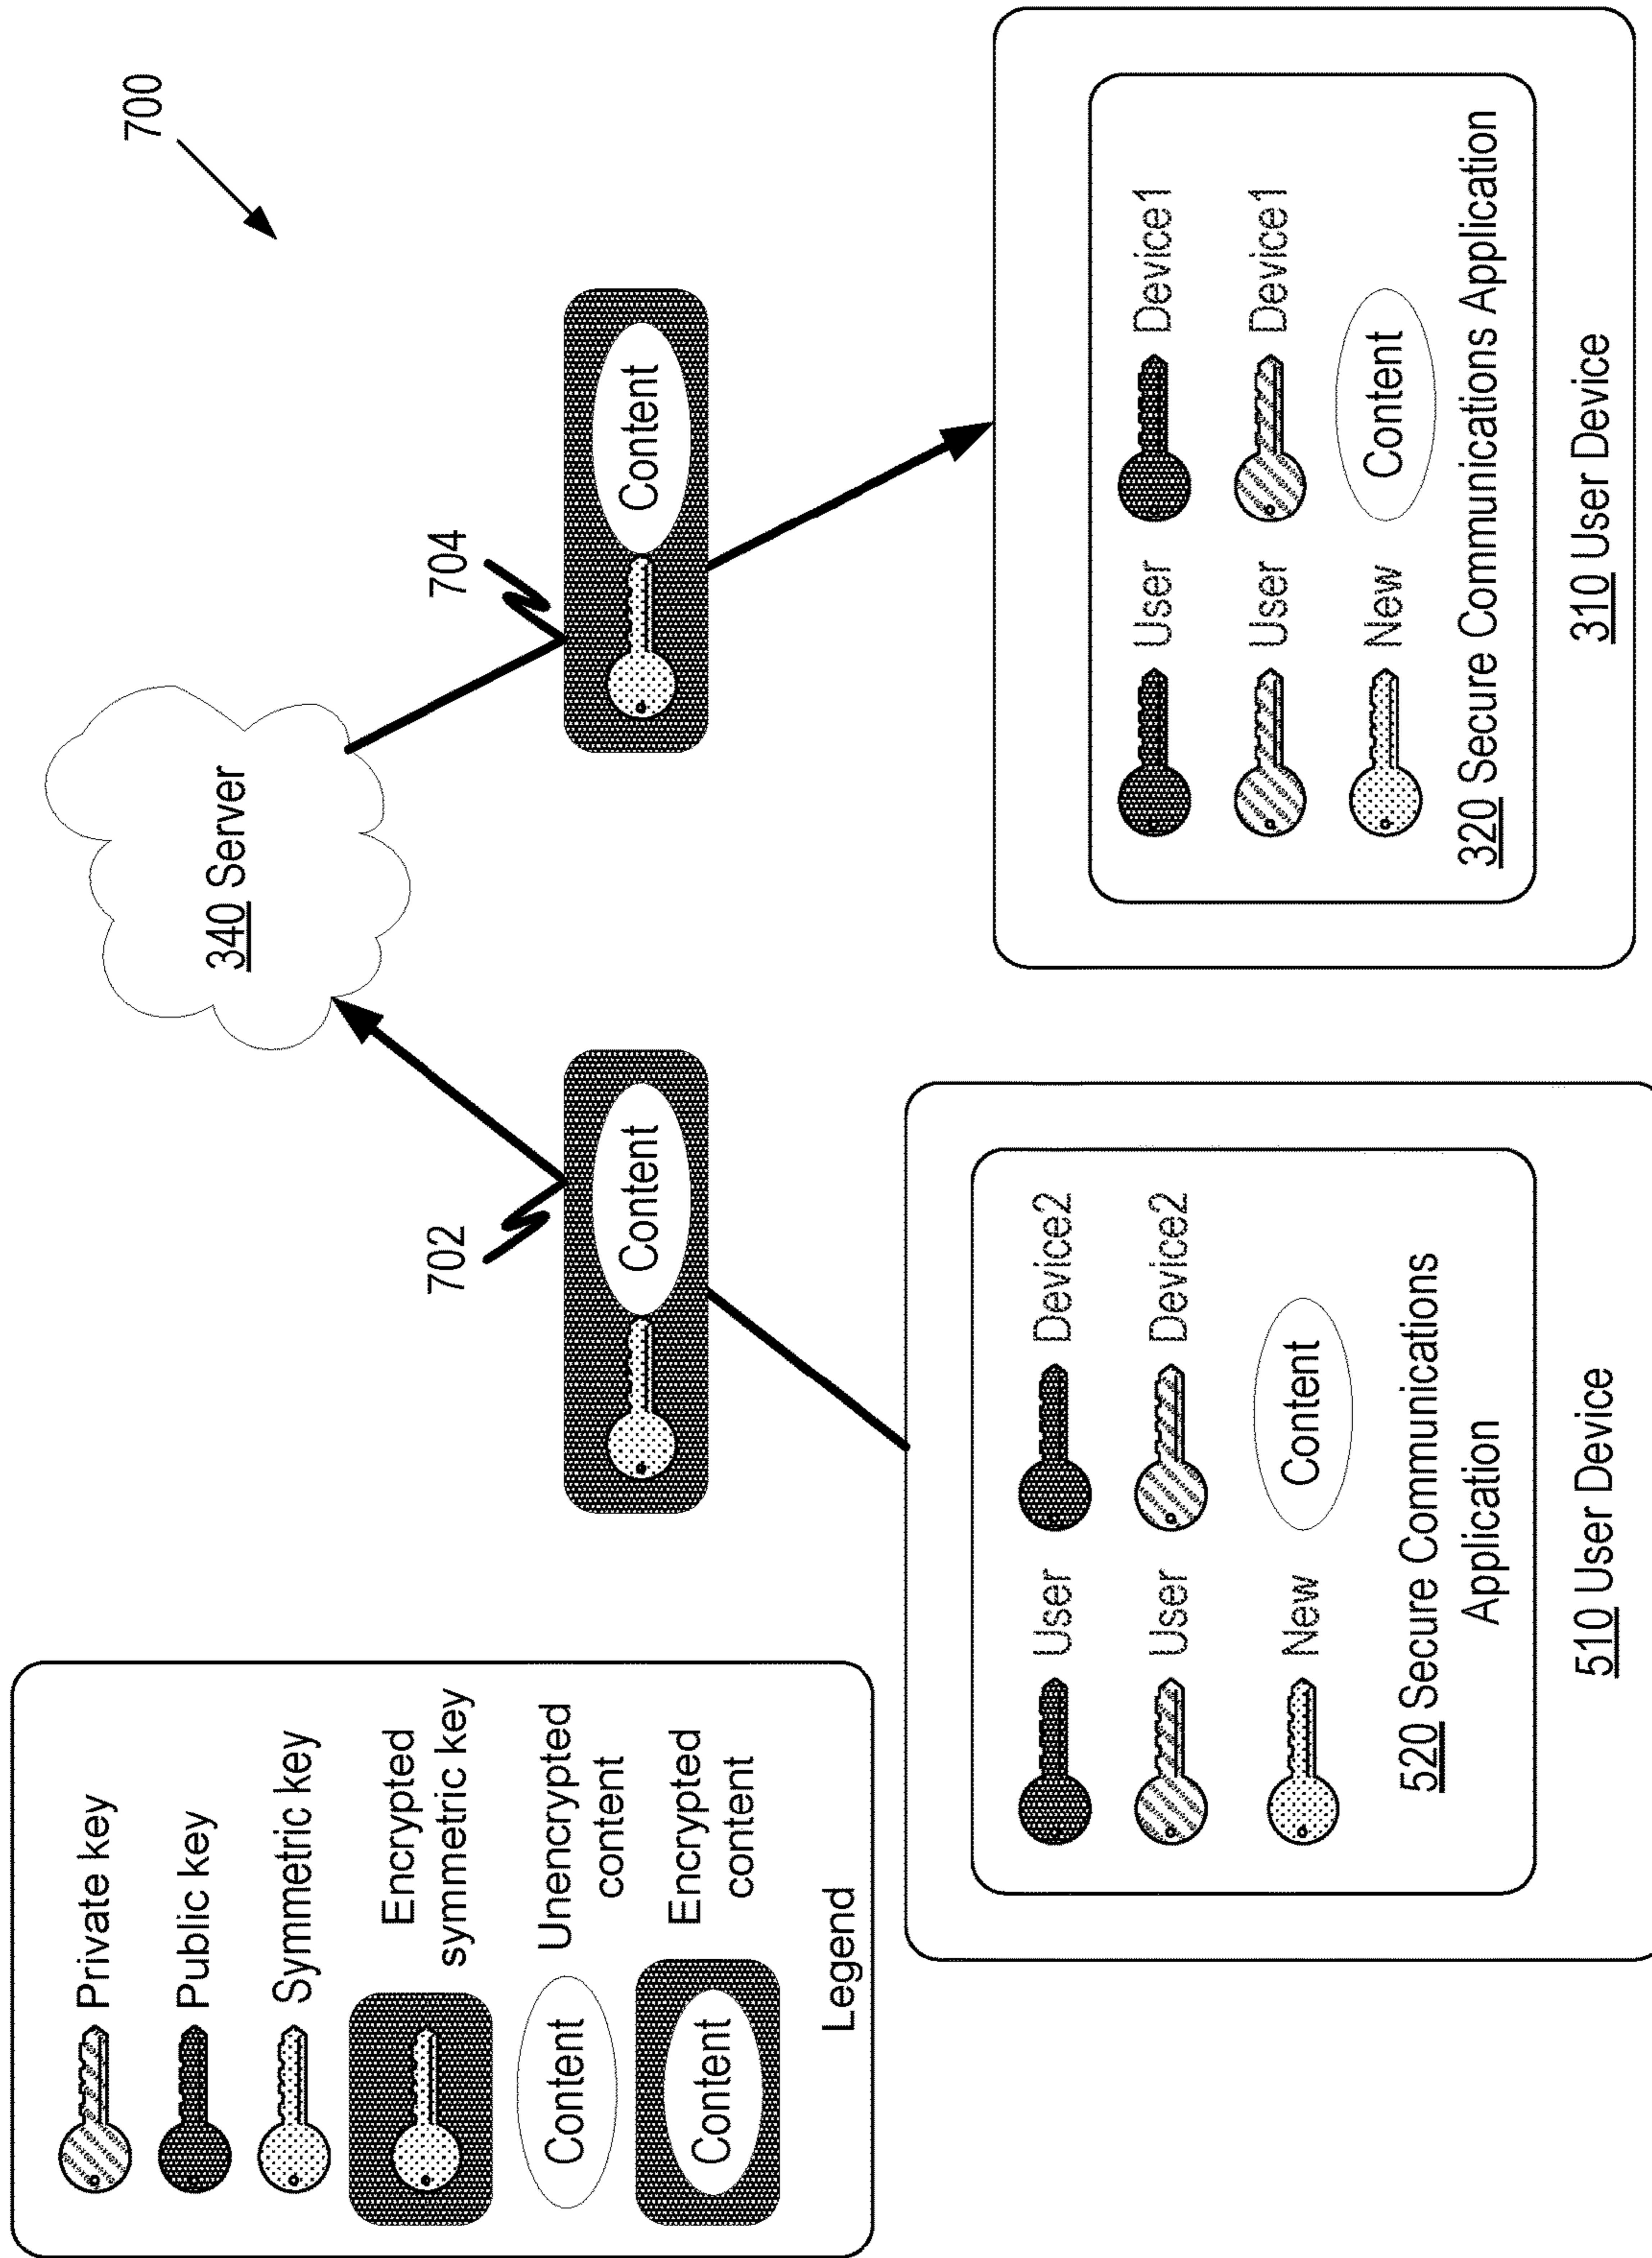 700
340 Server
702
704
Content
Content
Private key
Public key
Symmetric key
Encrypted
symmetric key
Content
Unencrypted
content
Content
Encrypted
content
Legend
User Device2
User Device2
New Content
520 Secure Communications
Application
510 User Device
User Device1
User Device1
New Content
320 Secure Communications Application
310 User Device